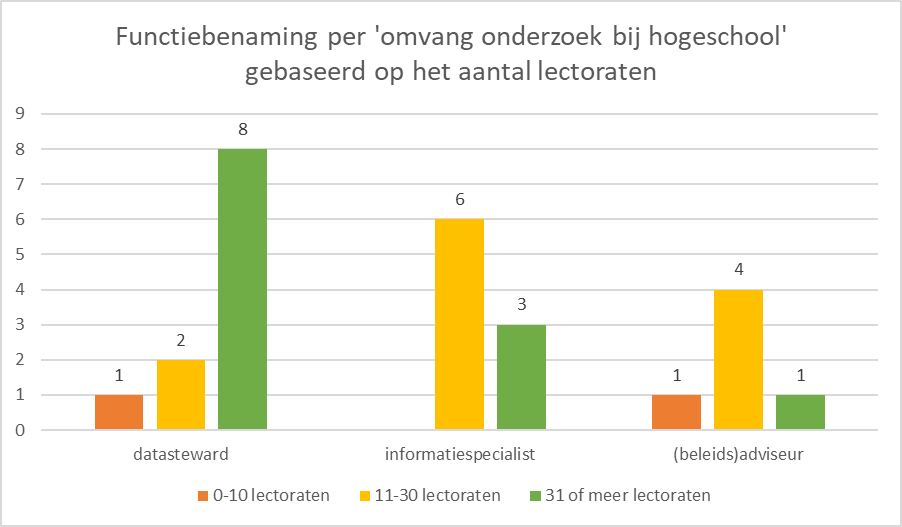 Functiebenaming per 'omvang onderzoek bij hogeschool'
gebaseerd op het aantal lectoraten
9
8
7
6
5
4
3
2
1
0
1
2
8
6
3
1
4
1
datasteward
informatiespecialist
(beleids)adviseur
0-10 lectoraten
11-30 lectoraten
31 of meer lectoraten